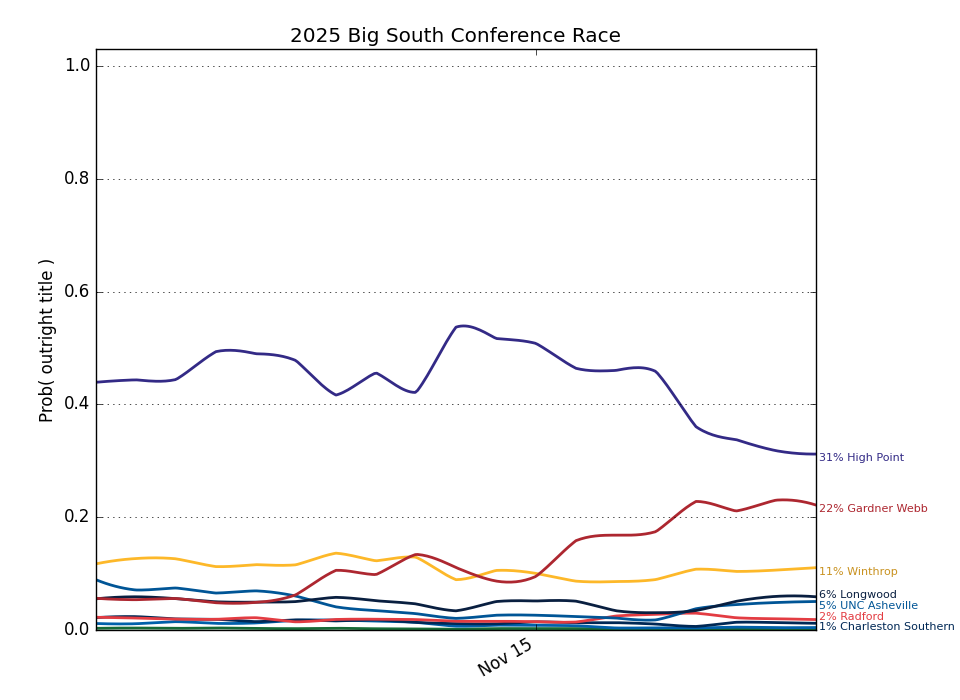 2025 Big South Conference Race
1.0
0.8
0.6
0.4
0.2
0.0
Prob( outright title )
Nov 15
31% High Point
22% Gardner Webb
11% Winthrop
6% Longwood
5% UNC Asheville
2% Radford
1% Charleston Southern